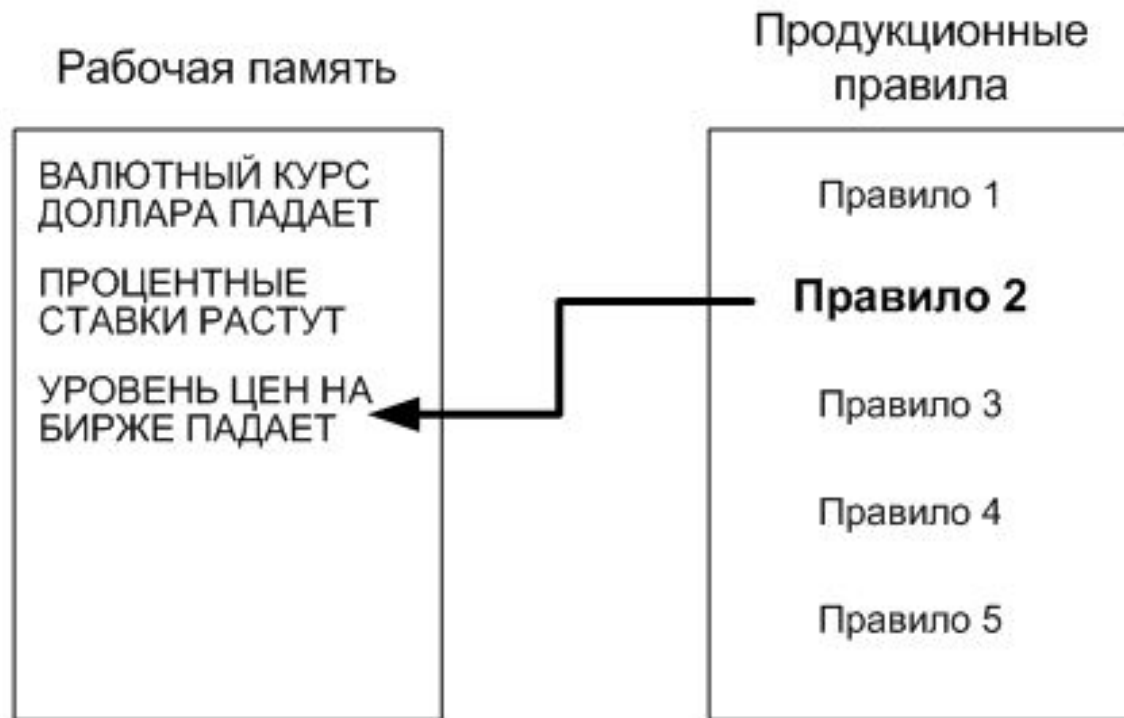 Рабочая память
ВАЛЮТНЫЙ КУРС
ДОЛЛАРА ПАДАЕТ
ПРОЦЕНТНЫЕ
СТАВКИ РАСТУТ
УРОВЕНЬ ЦЕН НА
БИРЖЕ ПАДАЕТ
Продукционные
правила
Правило 1
Правило 2
Правило 3
Правило 4
Правило 5